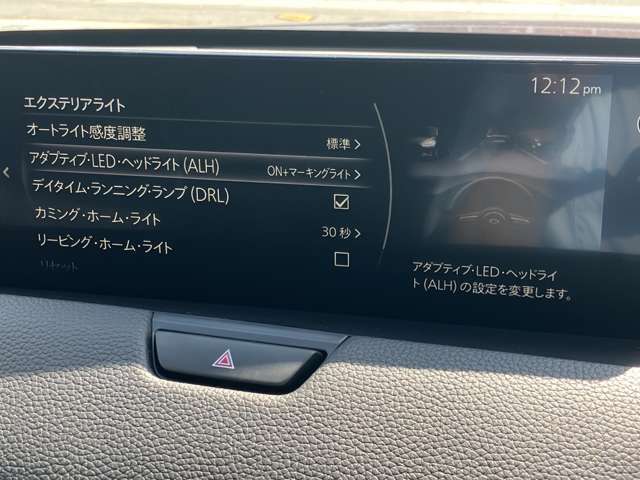 12:12pm
エクステリアライト
オートライト感度調整 標準
アダプティブ・LED・ヘッドライト(ALH) ON+マーキングライト
デイタイム・ランニング・ランプ(DRL)
カミング・ホーム・ライト 30秒
リービング・ホーム・ライト
アダプティブ・LED・ヘッドライ
ト(ALH)の設定を変更します。